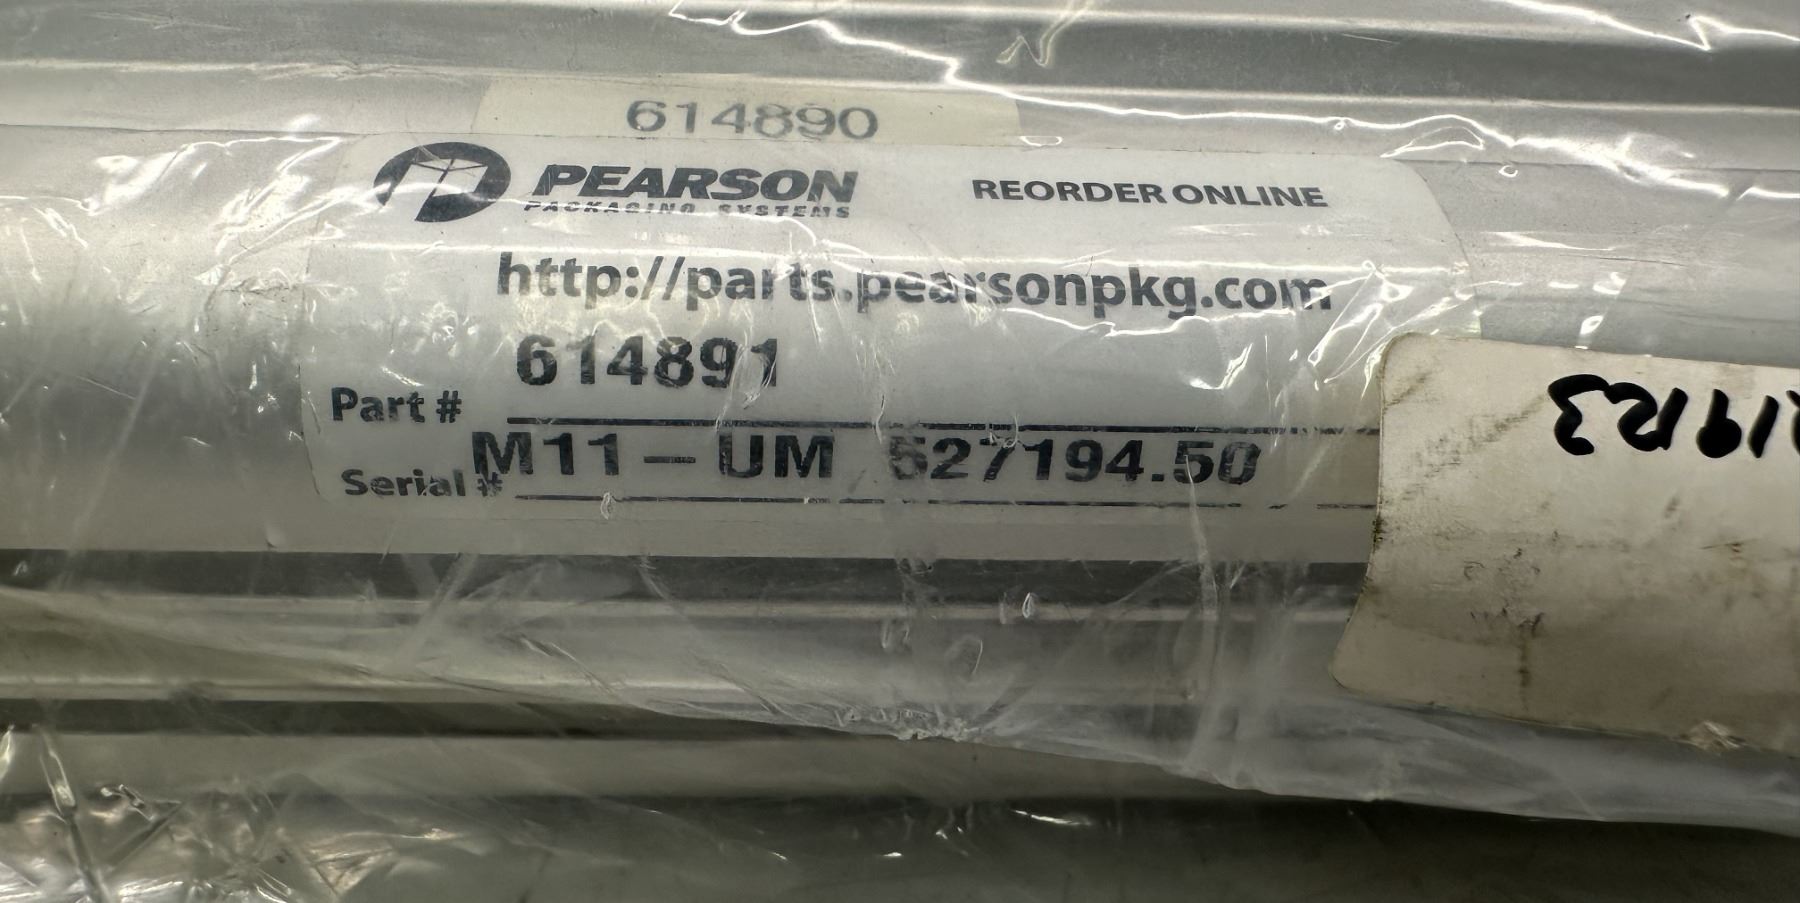 614890
PEARSON
PACKAGING SYSTEMS
REORDER ONLINE
http://parts.pearsonpkg.com
614891
Part #
M11-UM 527194.50
Serial #